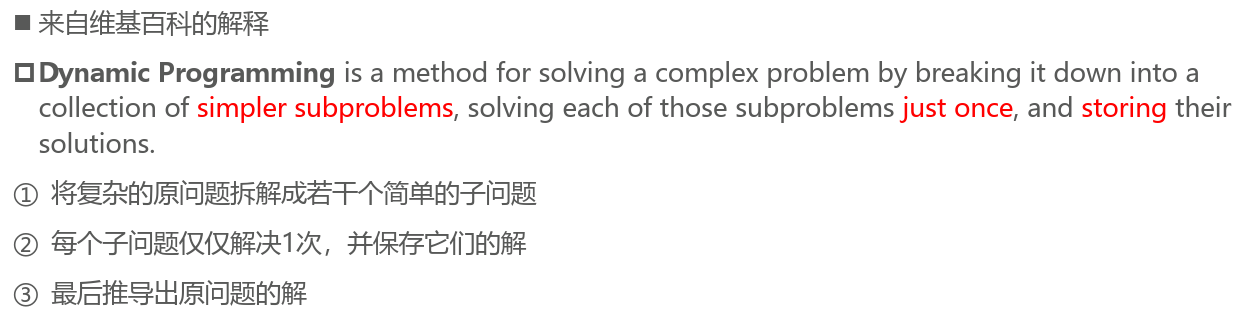 ■ 来自维基百科的解释
Dynamic Programming is a method for solving a complex problem by breaking it down into a
collection of simpler subproblems, solving each of those subproblems just once, and storing their
solutions.
① 将复杂的原问题拆解成若干个简单的子问题
② 每个子问题仅仅解决1次，并保存它们的解
③ 最后推导出原问题的解